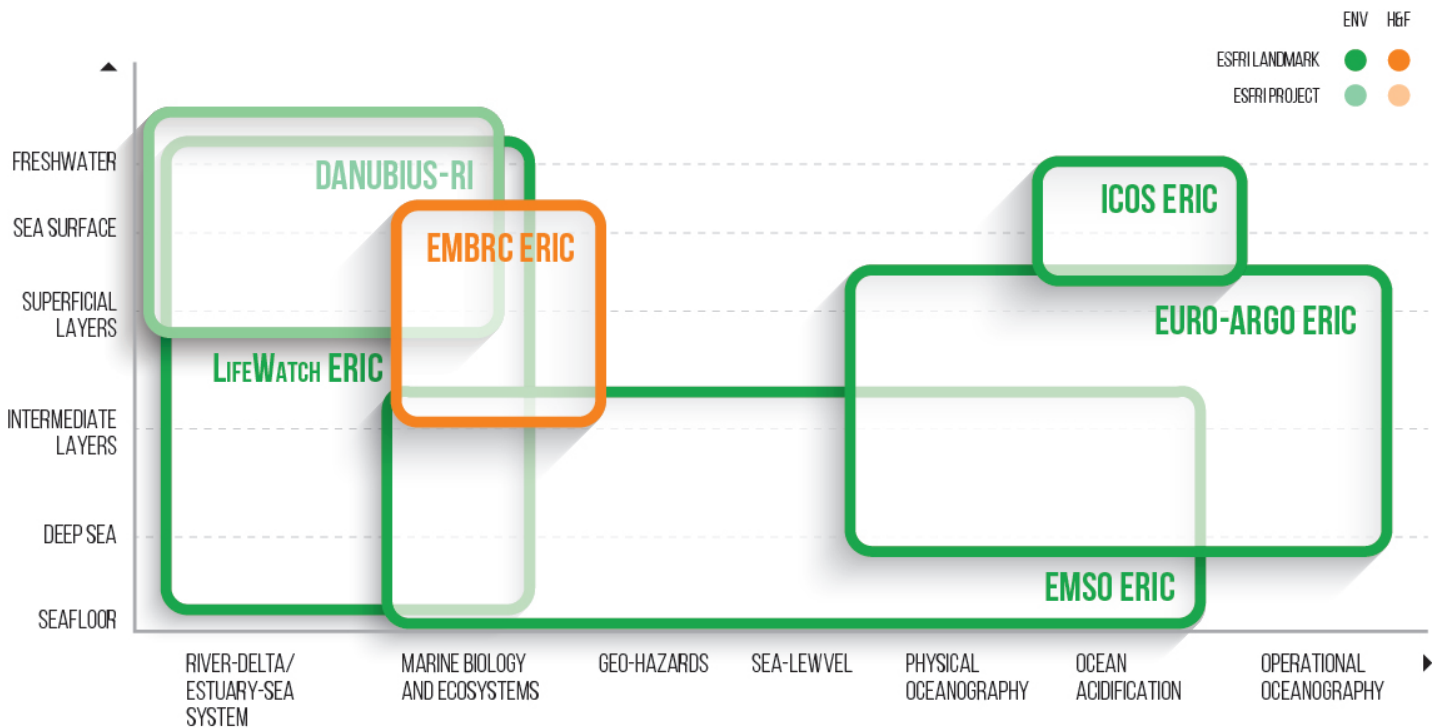 ENV H&F
ESFRI LANDMARK
ESFRI PROJECT
FRESHWATER
SEA SURFACE
SUPERFICIAL
LAYERS
INTERMEDIATE
LAYERS
DEEP SEA
SEAFLOOR
DANUBIUS-RI
EMBRC ERIC
LIFEWATCH ERIC
ICOS ERIC
EURO-ARGO ERIC
EMSO ERIC
RIVER-DELTA/
ESTUARY-SEA
SYSTEM
MARINE BIOLOGY
AND ECOSYSTEMS
GEO-HAZARDS
SEA-LEWVEL
PHYSICAL
OCEANOGRAPHY
OCEAN
ACIDIFICATION
OPERATIONAL
OCEANOGRAPHY